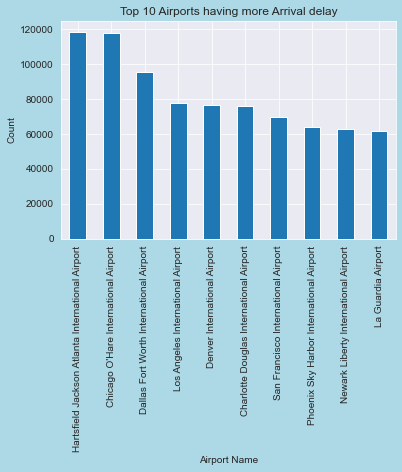 Top 10 Airports having more Arrival delay
120000
100000
80000
60000
40000
20000
0
Count
Hartsfield Jackson Atlanta International Airport
Chicago O'Hare International Airport
Dallas Fort Worth International Airport
Los Angeles International Airport
Denver International Airport
Charlotte Douglas International Airport
San Francisco International Airport
Phoenix Sky Harbor International Airport
Newark Liberty International Airport
La Guardia Airport
Airport Name